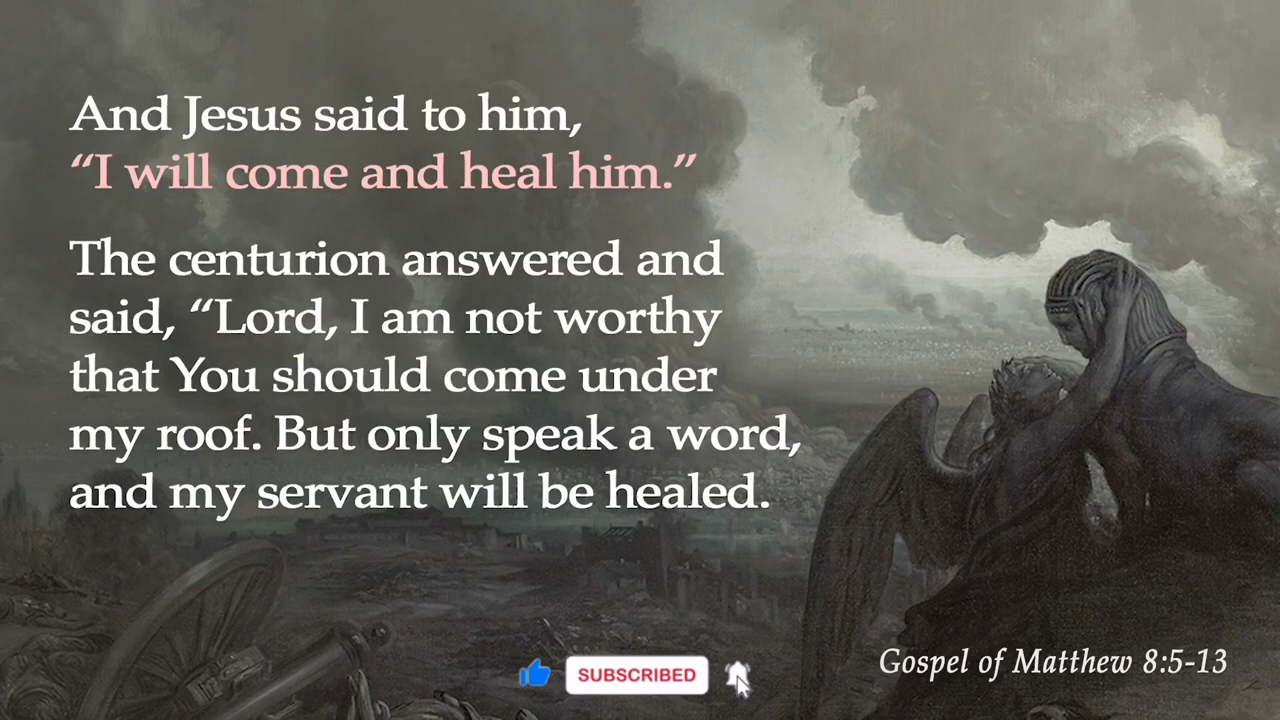 And Jesus said to him,
“I will come and heal him.”
The centurion answered and
said, “Lord, I am not worthy
that You should come under
my roof. But only speak a word,
and my servant will be healed.
Gospel of Matthew 8:5-13
SUBSCRIBED